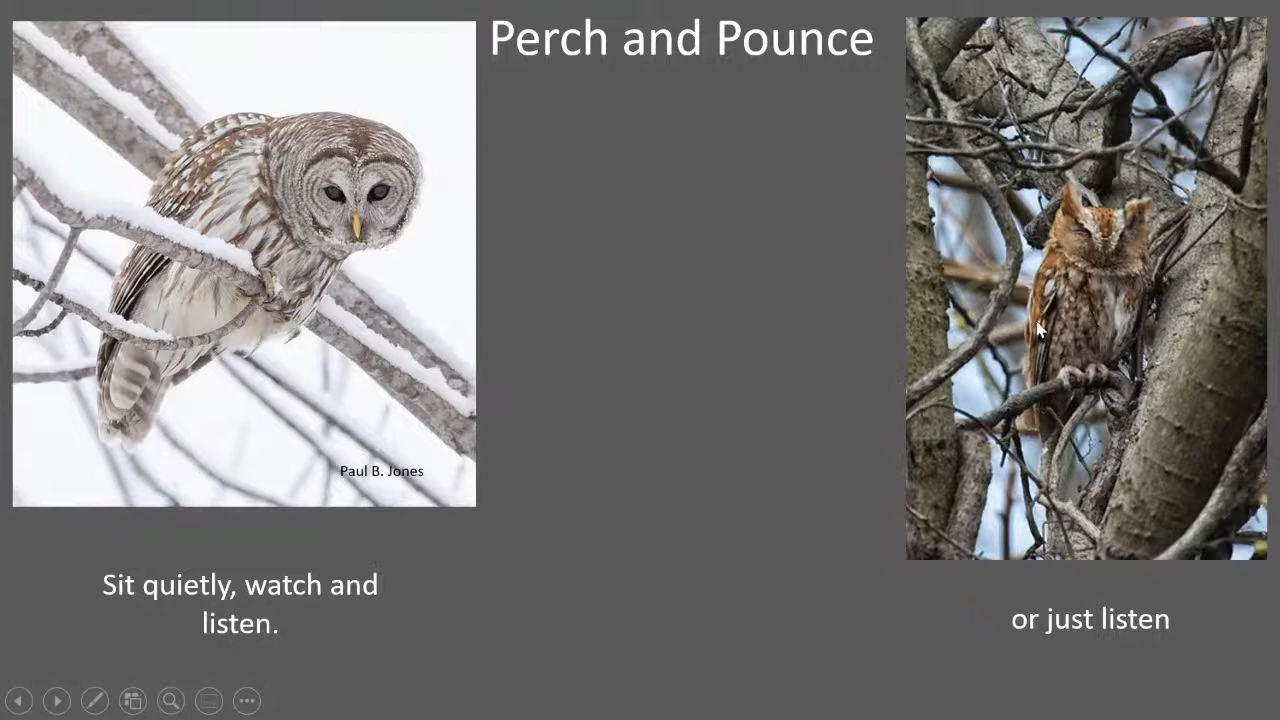 Perch and Pounce
Paul B. Jones
Sit quietly, watch and
listen.
or just listen